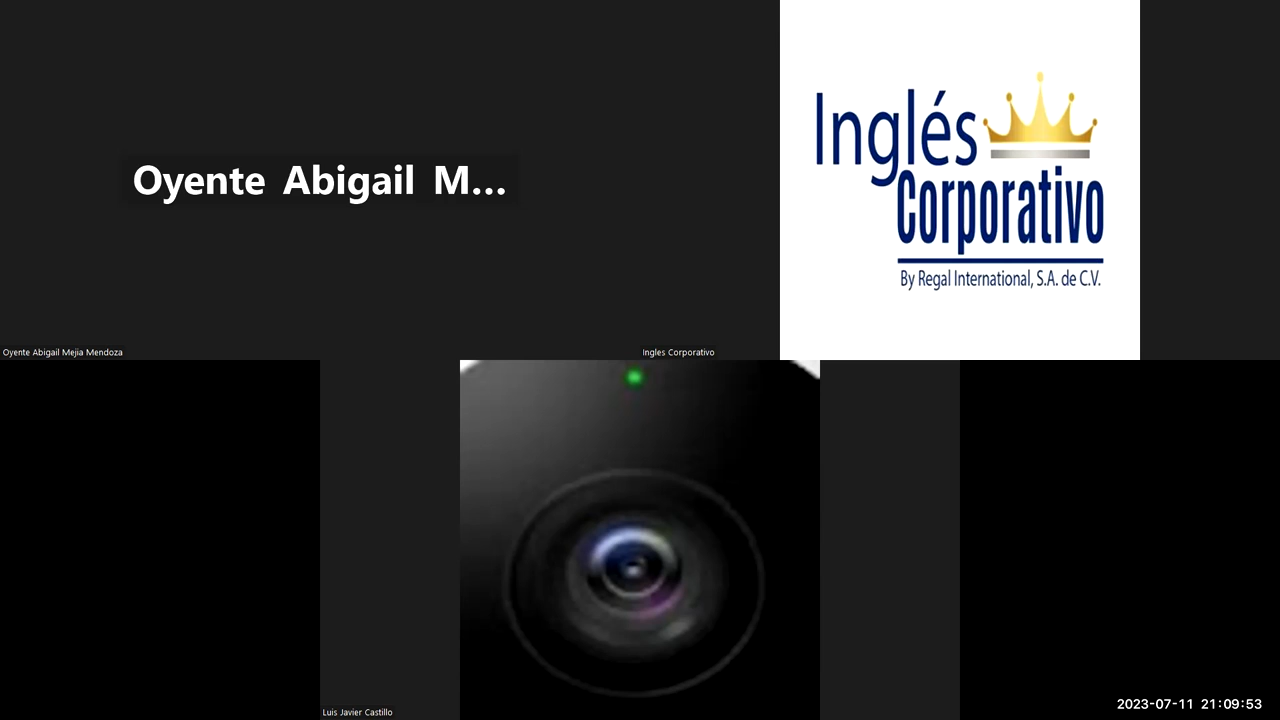 Oyente Abigail M...
Inglés
Corporativo
By Regal International, S.A. de C.V.
Oyente Abigail Mejia Mendoza
Ingles Corporativo
Luis Javier Castillo
2023-07-11 21:09:53